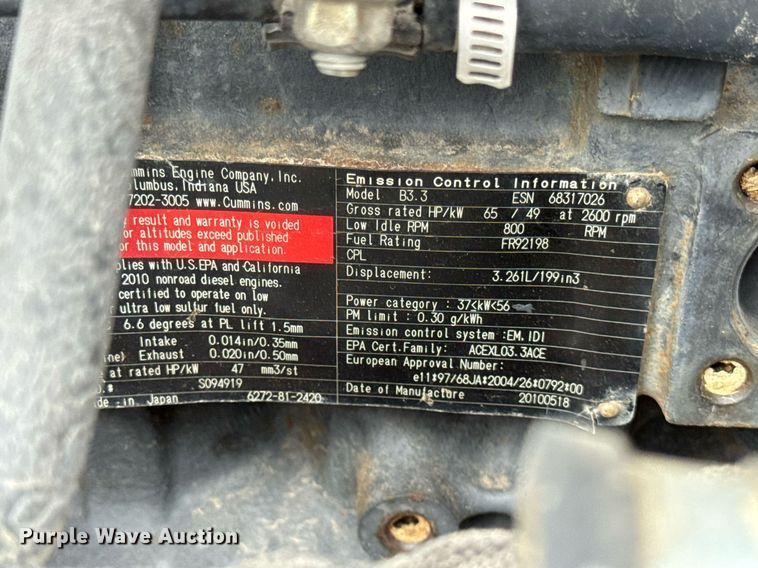 mmins Engine Company, Inc.
lumbus, Indiana USA
7202-3005 www.Cummins.com
result and warranty is voided
or altitudes exceed published
or this model and application.
plies with U.S.EPA and California
2010 nonroad diesel engines.
certified to operate on low
r ultra low sulfur fuel only.
6.6 degrees at PL lift 1.5mm
Intake 0.014in/0.35mm
ine) Exhaust 0.020in/0.50mm
at rated HP/kW 47 mm3/st
o.# S094919
de -in. Japan 6272-81-2420
Emission Control Information
Model B3.3 ESN 68317026
Gross rated HP/kW 65 / 49 at 2600 rpm
Low Idle RPM 800 RPM
Fuel Rating FR92198
CPL
Displacement: 3.261L/199in3
Power category : 37<kW<56
PM limit : 0.30 g/kWh
Emission control system :EM.IDI
EPA Cert.Family: ACEXL03.3ACE
European Approval Number:
e11*97/68JA*2004/26*0792*00
Date of Manufacture 20100518
Purple Wave Auction